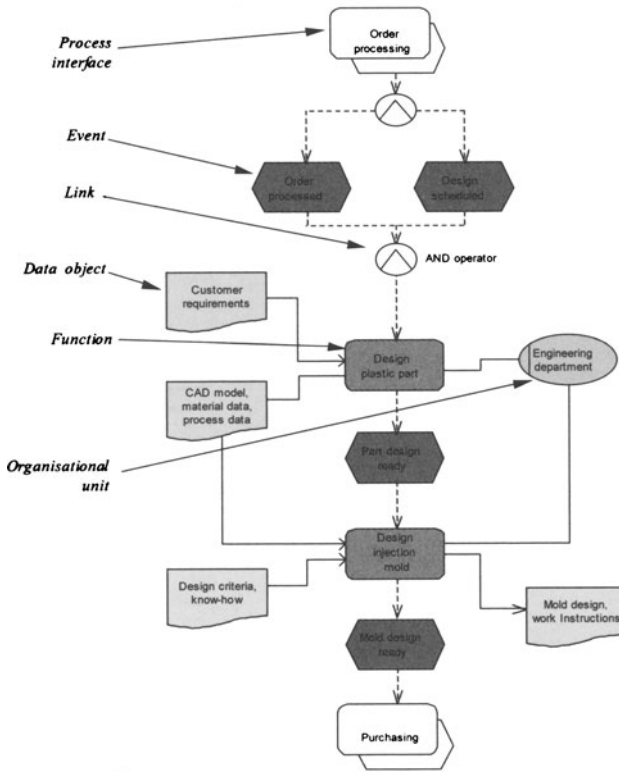 Process
interface
Order
processing
Event
Order
processed
Design
scheduled
Link
AND operator
Data object
Customer
requirements
Function
Design
plastic part
Engineering
department
CAD model,
material data,
process data
Organisational
unit
Part design
ready
Design
injection
mold
Design criteria,
know-how
Mold design,
work Instructions
Mold design
ready
Purchasing